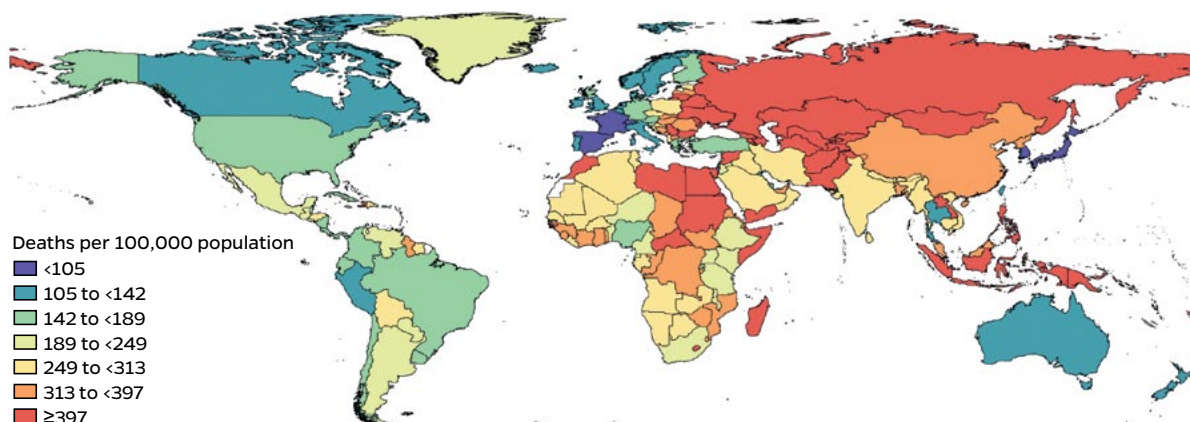 Deaths per 100,000 population
<105
105 to <142
142 to <189
189 to <249
249 to <313
313 to <397
≥397